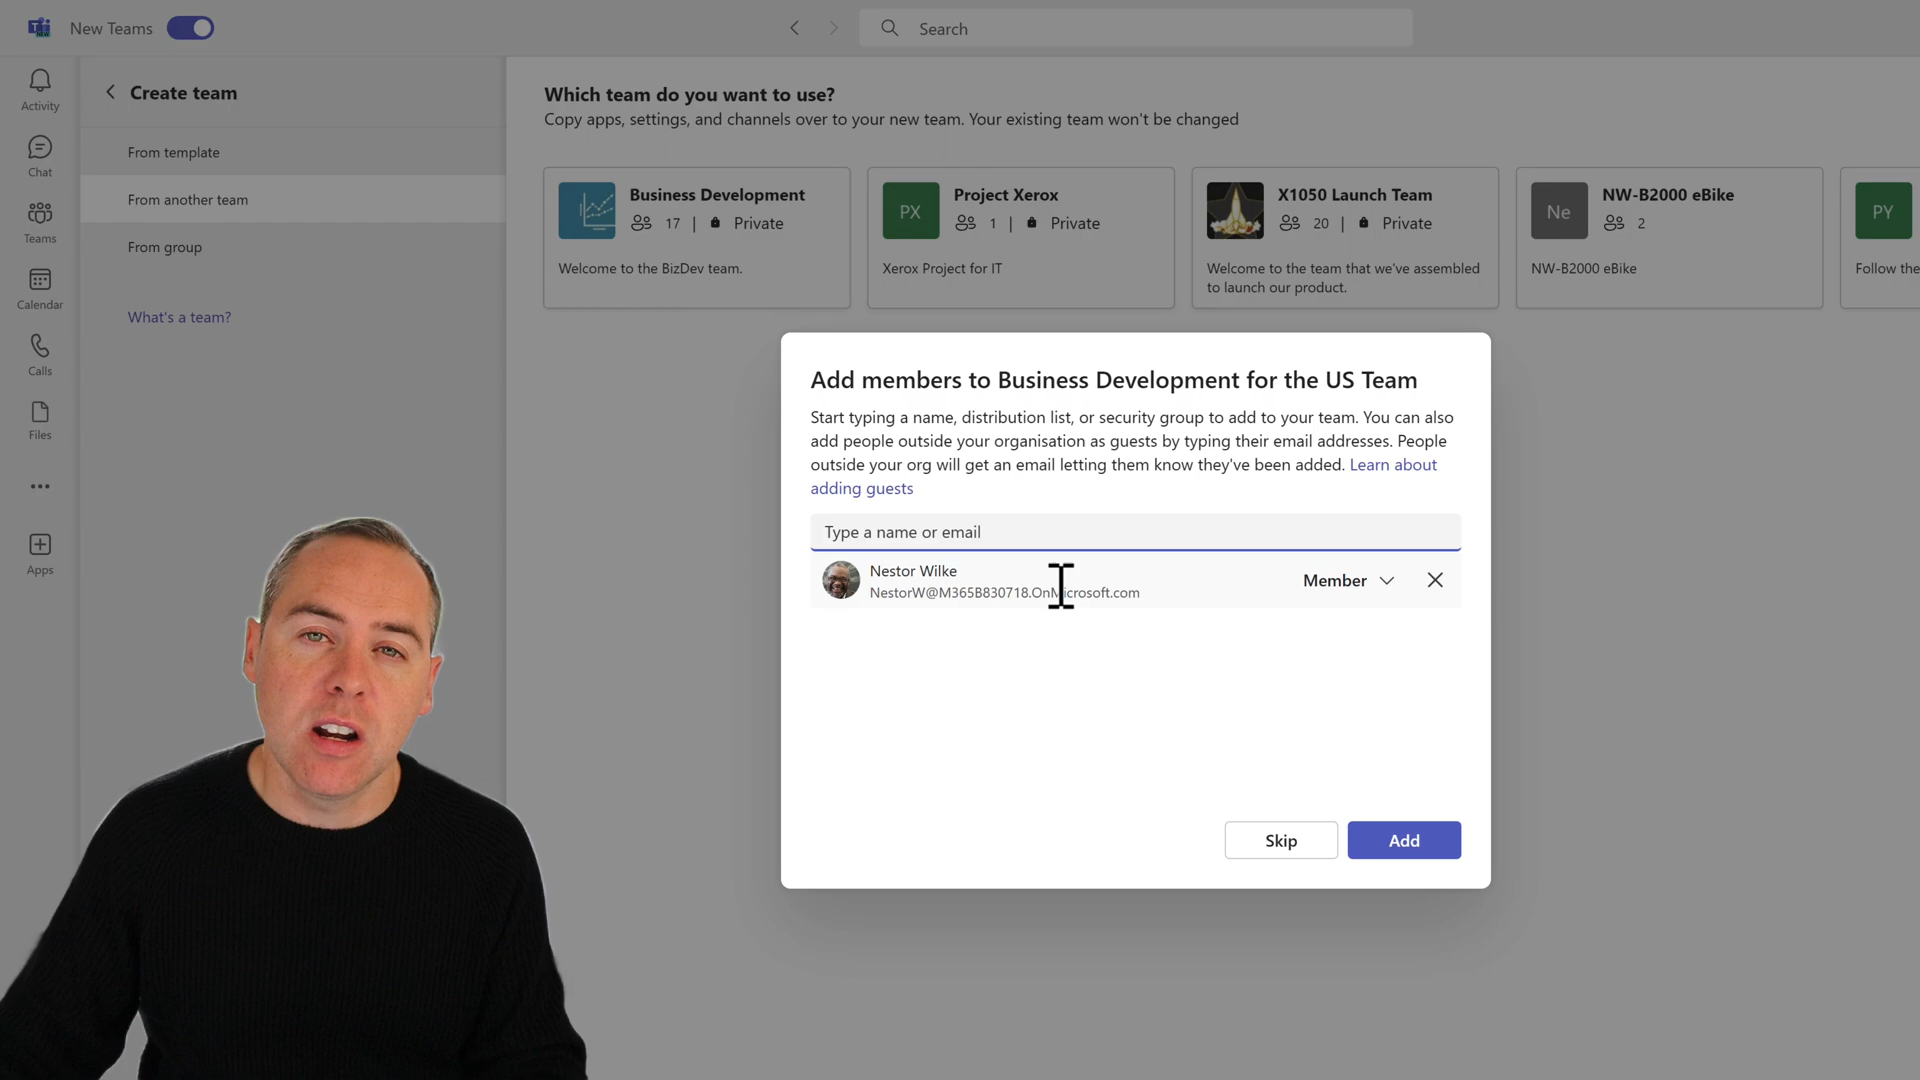 New Teams
Search
Activity
Chat
Teams
Calendar
Calls
Files
Apps
Create team
From template
From another team
From group
What's a team?
Which team do you want to use?
Copy apps, settings, and channels over to your new team. Your existing team won't be changed
Business Development
17 | Private
Welcome to the BizDev team.
PX
Project Xerox
1 | Private
Xerox Project for IT
X1050 Launch Team
20 | Private
Welcome to the team that we've assembled
to launch our product.
Ne
NW-B2000 eBike
2
NW-B2000 eBike
PY
Follow the
Add members to Business Development for the US Team
Start typing a name, distribution list, or security group to add to your team. You can also
add people outside your organisation as guests by typing their email addresses. People
outside your org will get an email letting them know they've been added. Learn about
adding guests
Type a name or email
Nestor Wilke
NestorW@M365B830718.OnMicrosoft.com
Member
Skip
Add